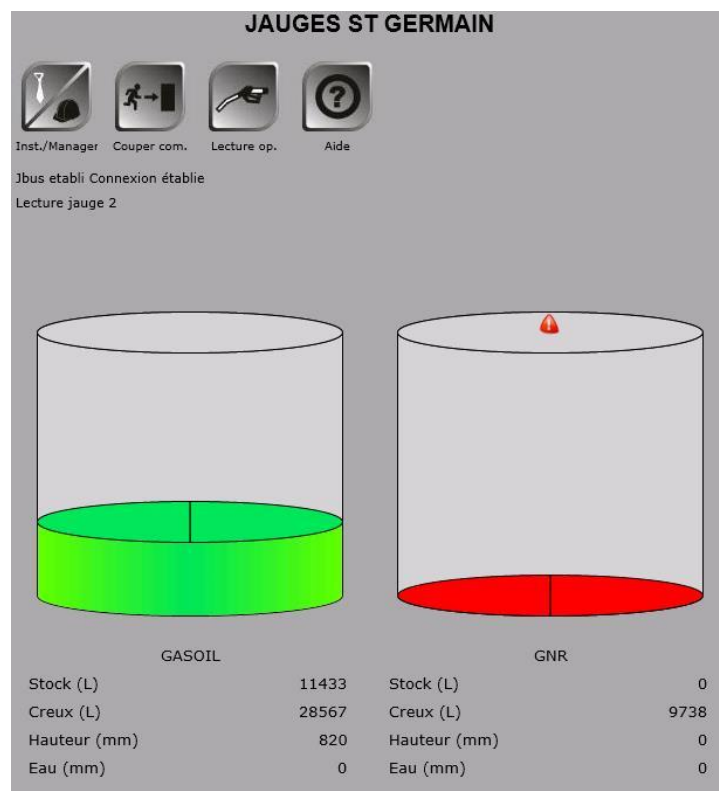 JAUGES ST GERMAIN
Inst./Manager Couper com. Lecture op. Aide
Jbus etabli Connexion établie
Lecture jauge 2
GASOIL GNR
Stock (L) 11433 Stock (L) 0
Creux (L) 28567 Creux (L) 9738
Hauteur (mm) 820 Hauteur (mm) 0
Eau (mm) 0 Eau (mm) 0